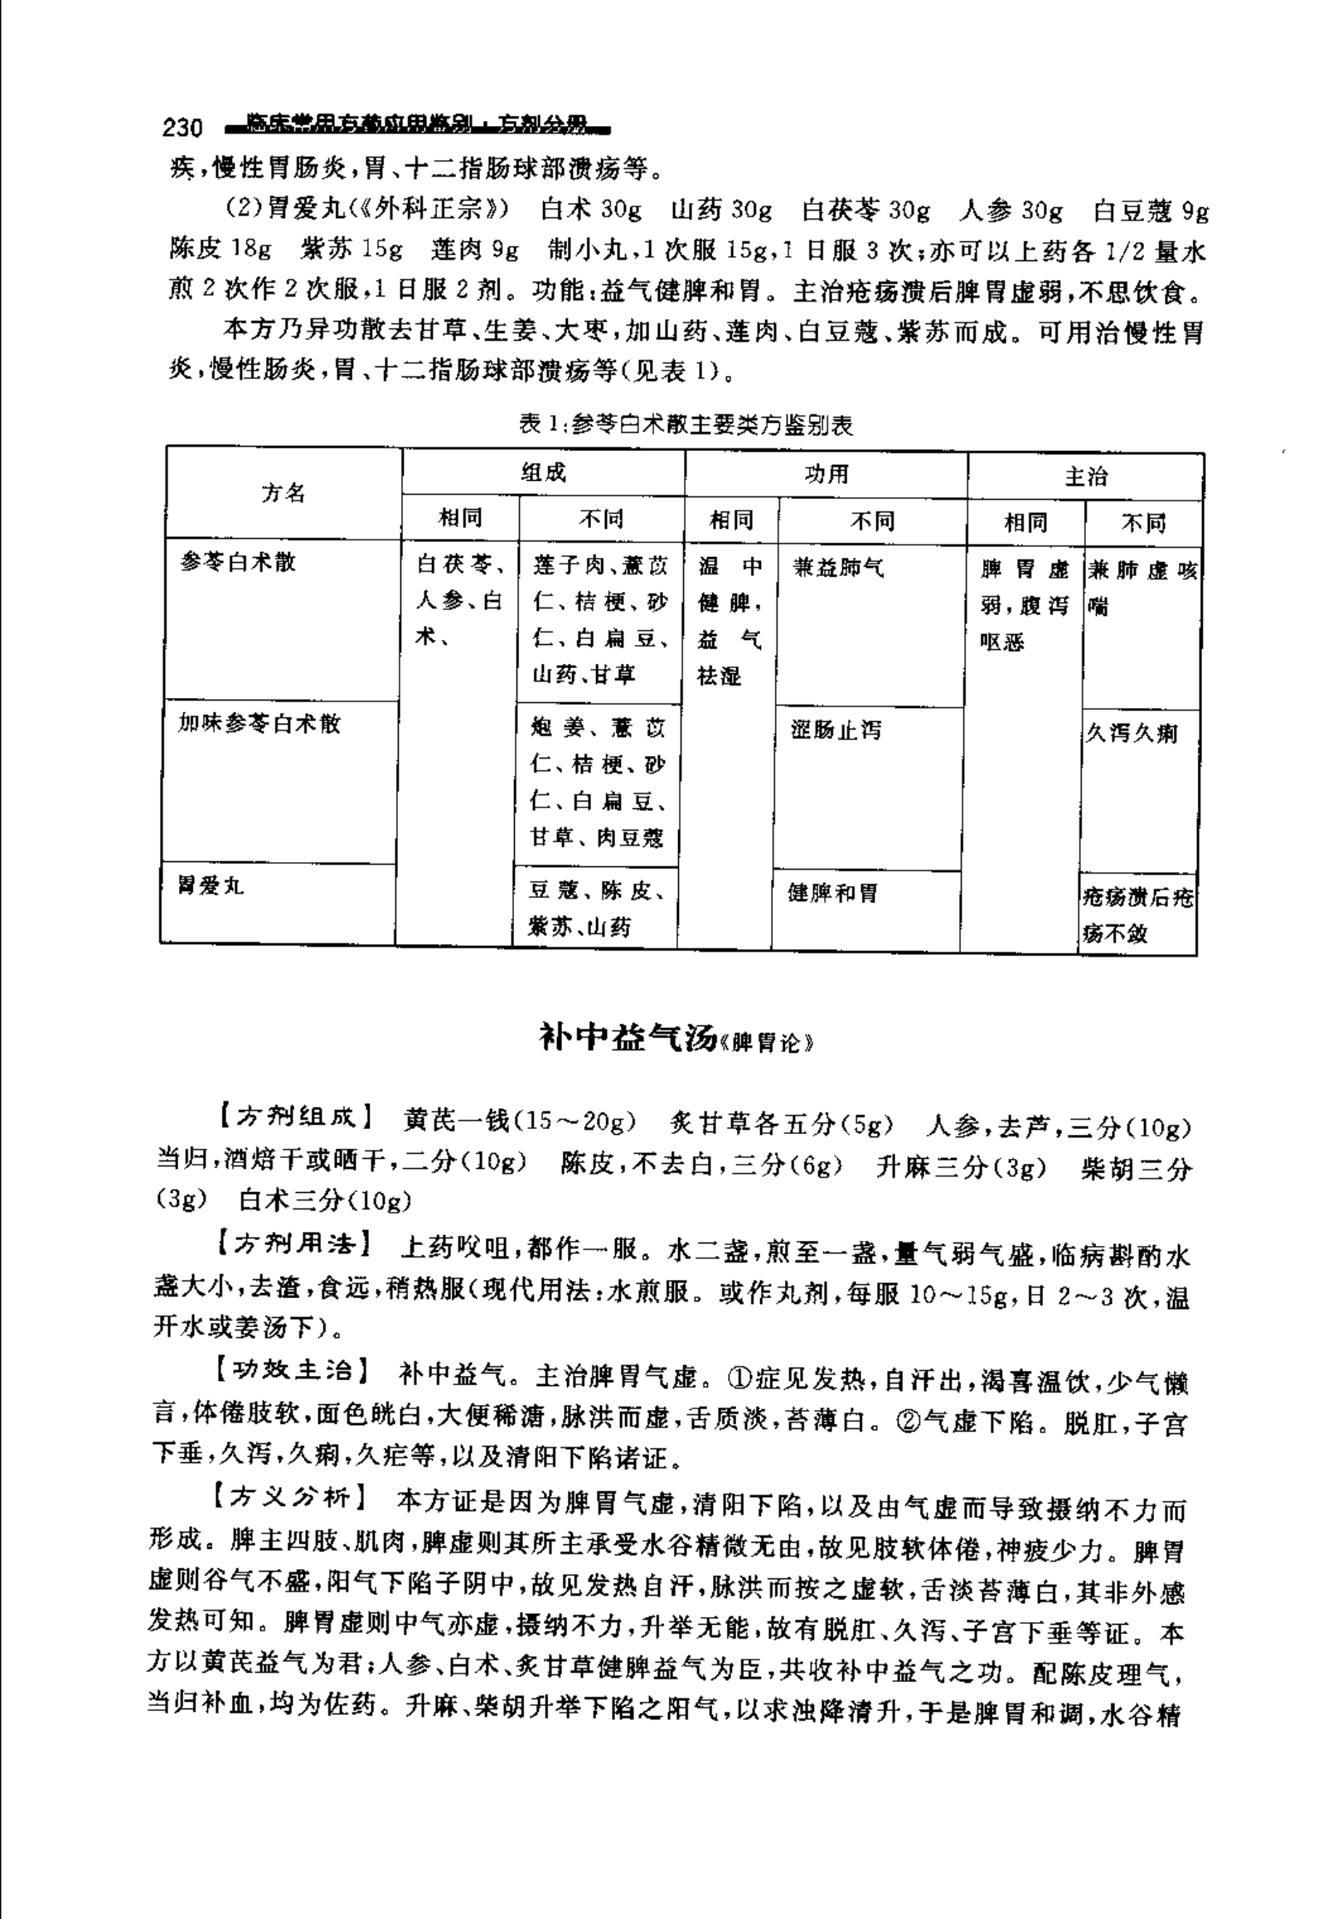 230 临床常用方药应用鉴别·方剂分册
疾,慢性胃肠炎,胃、十二指肠球部溃疡等。
(2)胃爱丸(《外科正宗》) 白术30g 山药30g 白茯苓30g 人参30g 白豆蔻9g
陈皮18g 紫苏15g 莲肉9g 制小丸,1次服15g,1日服3次;亦可以上药各1/2量水
煎2次作2次服,1日服2剂。功能:益气健脾和胃。主治疮疡溃后脾胃虚弱,不思饮食。
本方乃异功散去甘草、生姜、大枣,加山药、莲肉、白豆蔻、紫苏而成。可用治慢性胃
炎,慢性肠炎,胃、十二指肠球部溃疡等(见表1)。
表1:参苓白术散主要类方鉴别表
方名 组成 功用 主治
相同 不同 相同 不同 相同 不同
参苓白术散 白茯苓、 莲子肉、薏苡 温中 兼益肺气 脾胃虚 兼肺虚咳
人参、白 仁、桔梗、砂 健脾, 弱,腹泻 喘
术、 仁、白扁豆、 益气 呕恶
山药、甘草 祛湿
加味参苓白术散 炮姜、薏苡 涩肠止泻 久泻久痢
仁、桔梗、砂
仁、白扁豆、
甘草、肉豆蔻
胃爱丸 豆蔻、陈皮、 健脾和胃 疮疡溃后疮
紫苏、山药 疡不敛
补中益气汤《脾胃论》
【方剂组成】 黄芪一钱(15～20g) 炙甘草各五分(5g) 人参,去芦,三分(10g)
当归,酒焙干或晒干,二分(10g) 陈皮,不去白,三分(6g) 升麻三分(3g) 柴胡三分
(3g) 白术三分(10g)
【方剂用法】 上药㕮咀,都作一服。水二盏,煎至一盏,量气弱气盛,临病斟酌水
盏大小,去渣,食远,稍热服(现代用法:水煎服。或作丸剂,每服10～15g,日2～3次,温
开水或姜汤下)。
【功效主治】 补中益气。主治脾胃气虚。①症见发热,自汗出,渴喜温饮,少气懒
言,体倦肢软,面色㿠白,大便稀溏,脉洪而虚,舌质淡,苔薄白。②气虚下陷。脱肛,子宫
下垂,久泻,久痢,久疟等,以及清阳下陷诸证。
【方义分析】 本方证是因为脾胃气虚,清阳下陷,以及由气虚而导致摄纳不力而
形成。脾主四肢、肌肉,脾虚则其所主承受水谷精微无由,故见肢软体倦,神疲少力。脾胃
虚则谷气不盛,阳气下陷子阴中,故见发热自汗,脉洪而按之虚软,舌淡苔薄白,其非外感
发热可知。脾胃虚则中气亦虚,摄纳不力,升举无能,故有脱肛、久泻、子宫下垂等证。本
方以黄芪益气为君;人参、白术、炙甘草健脾益气为臣,共收补中益气之功。配陈皮理气,
当归补血,均为佐药。升麻、柴胡升举下陷之阳气,以求浊降清升,于是脾胃和调,水谷精